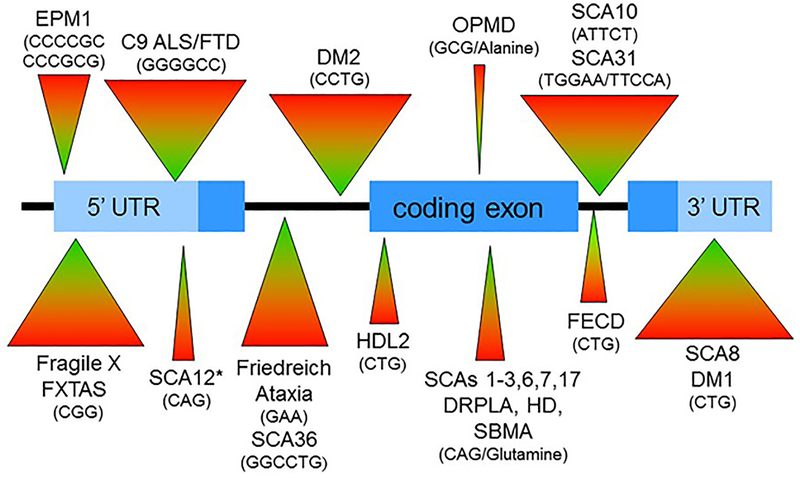 EPM1
(CCCCGC
CCCGCG)
C9 ALS/FTD
(GGGGCC)
DM2
(CCTG)
OPMD
(GCG/Alanine)
SCA10
(ATTCT)
SCA31
(TGGAA/TTCCA)
5' UTR
coding exon
3' UTR
Fragile X
FXTAS
(CGG)
SCA12*
(CAG)
Friedreich
Ataxia
(GAA)
SCA36
(GGCCTG)
HDL2
(CTG)
SCAs 1-3,6,7,17
DRPLA, HD,
SBMA
(CAG/Glutamine)
FECD
(CTG)
SCA8
DM1
(CTG)